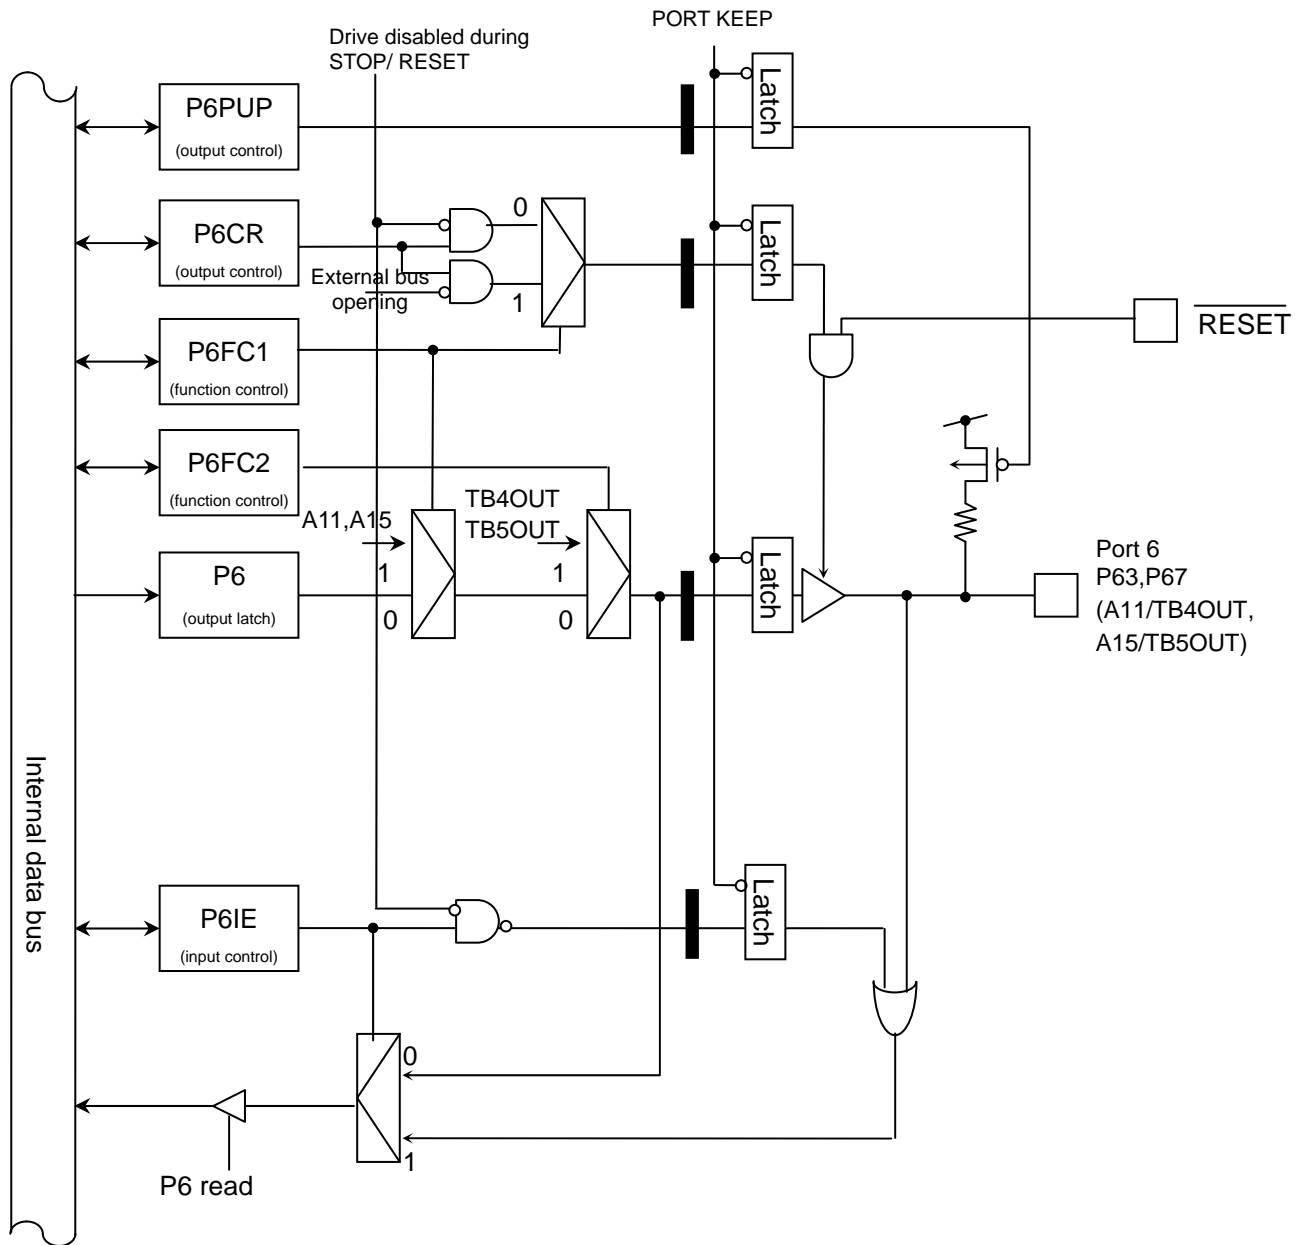 PORT KEEP
Drive disabled during
STOP/ RESET
Latch
P6PUP
(output control)
0
Latch
P6CR
(output control)
External bus
opening
1
RESET
P6FC1
(function control)
P6FC2
(function control)
TB4OUT
A11,A15
TB5OUT
Latch
Port 6
P63,P67
(A11/TB4OUT,
A15/TB5OUT)
P6
(output latch)
1
0
1
0
Internal data bus
P6IE
(input control)
Latch
0
1
P6 read